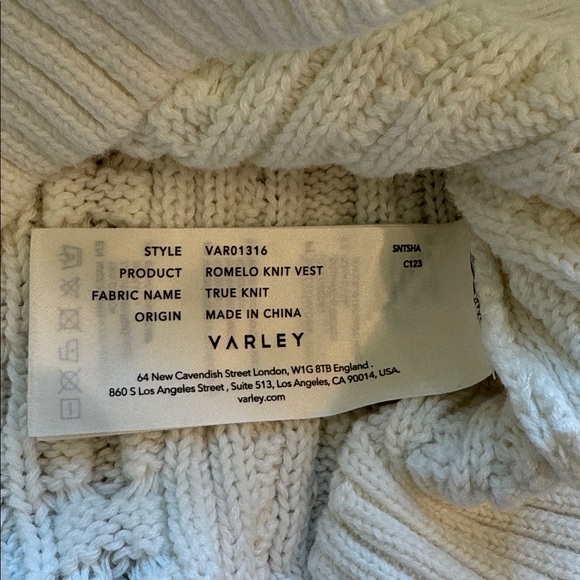 STYLE VAR01316 SNTSHA
PRODUCT ROMELO KNIT VEST C123
FABRIC NAME TRUE KNIT
ORIGIN MADE IN CHINA
VARLEY
64 New Cavendish Street London, W1G 8TB England .
860 S Los Angeles Street , Suite 513, Los Angeles, CA 90014, USA.
varley.com